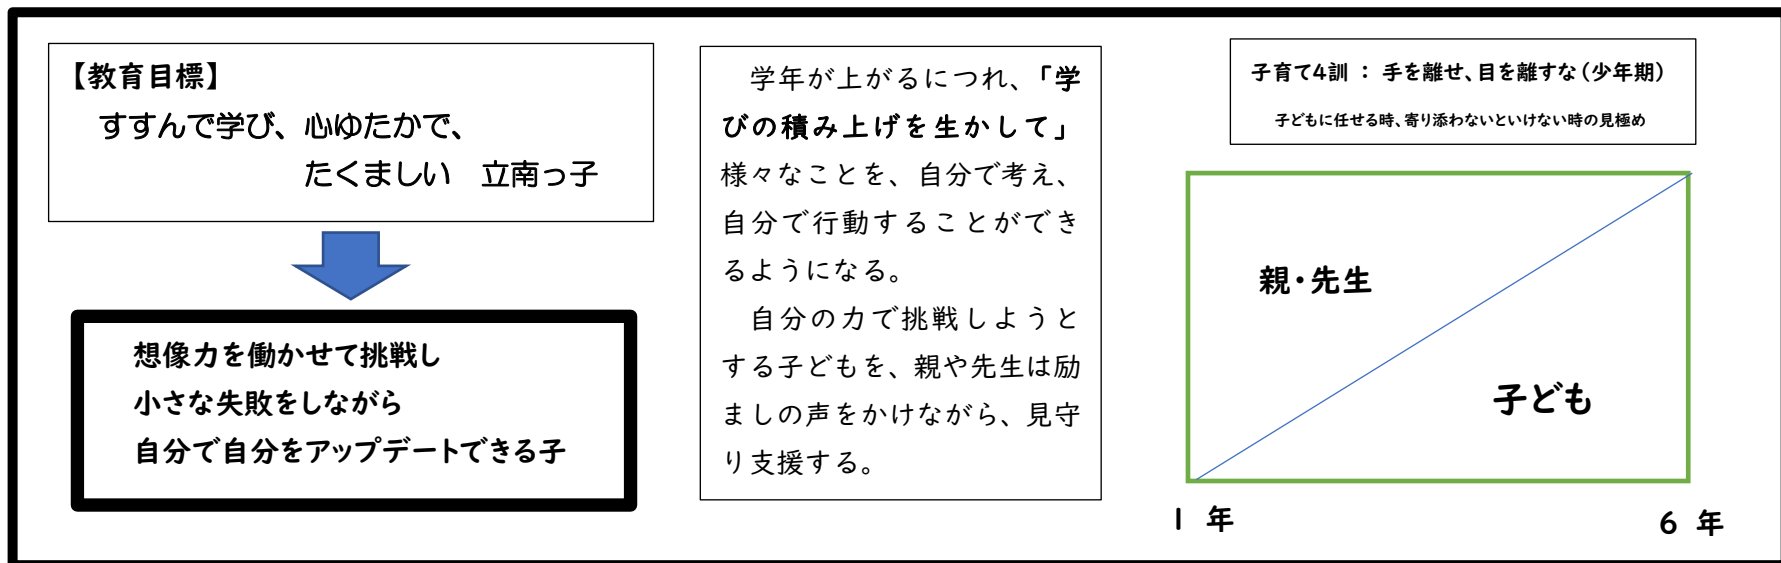 【教育目標】
すすんで学び、心ゆたかで、
たくましい　立南っ子
想像力を働かせて挑戦し
小さな失敗をしながら
自分で自分をアップデートできる子
学年が上がるにつれ、「学
びの積み上げを生かして」
様々なことを、自分で考え、
自分で行動することができ
るようになる。
自分の力で挑戦しようと
する子どもを、親や先生は励
ましの声をかけながら、見守
り支援する。
子育て4訓 ： 手を離せ、目を離すな（少年期）
子どもに任せる時、寄り添わないといけない時の見極め
親・先生
子ども
1 年
6 年